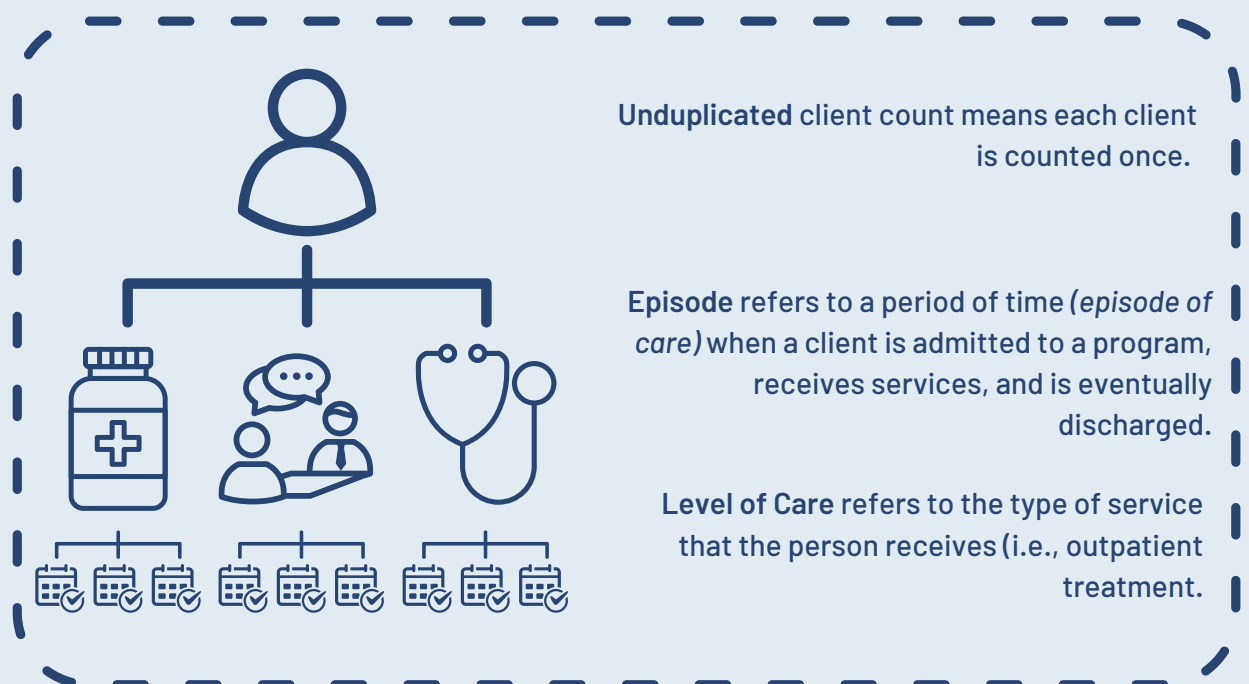 Unduplicated client count means each client
is counted once.
Episode refers to a period of time (episode of
care) when a client is admitted to a program,
receives services, and is eventually
discharged.
Level of Care refers to the type of service
that the person receives (i.e., outpatient
treatment.